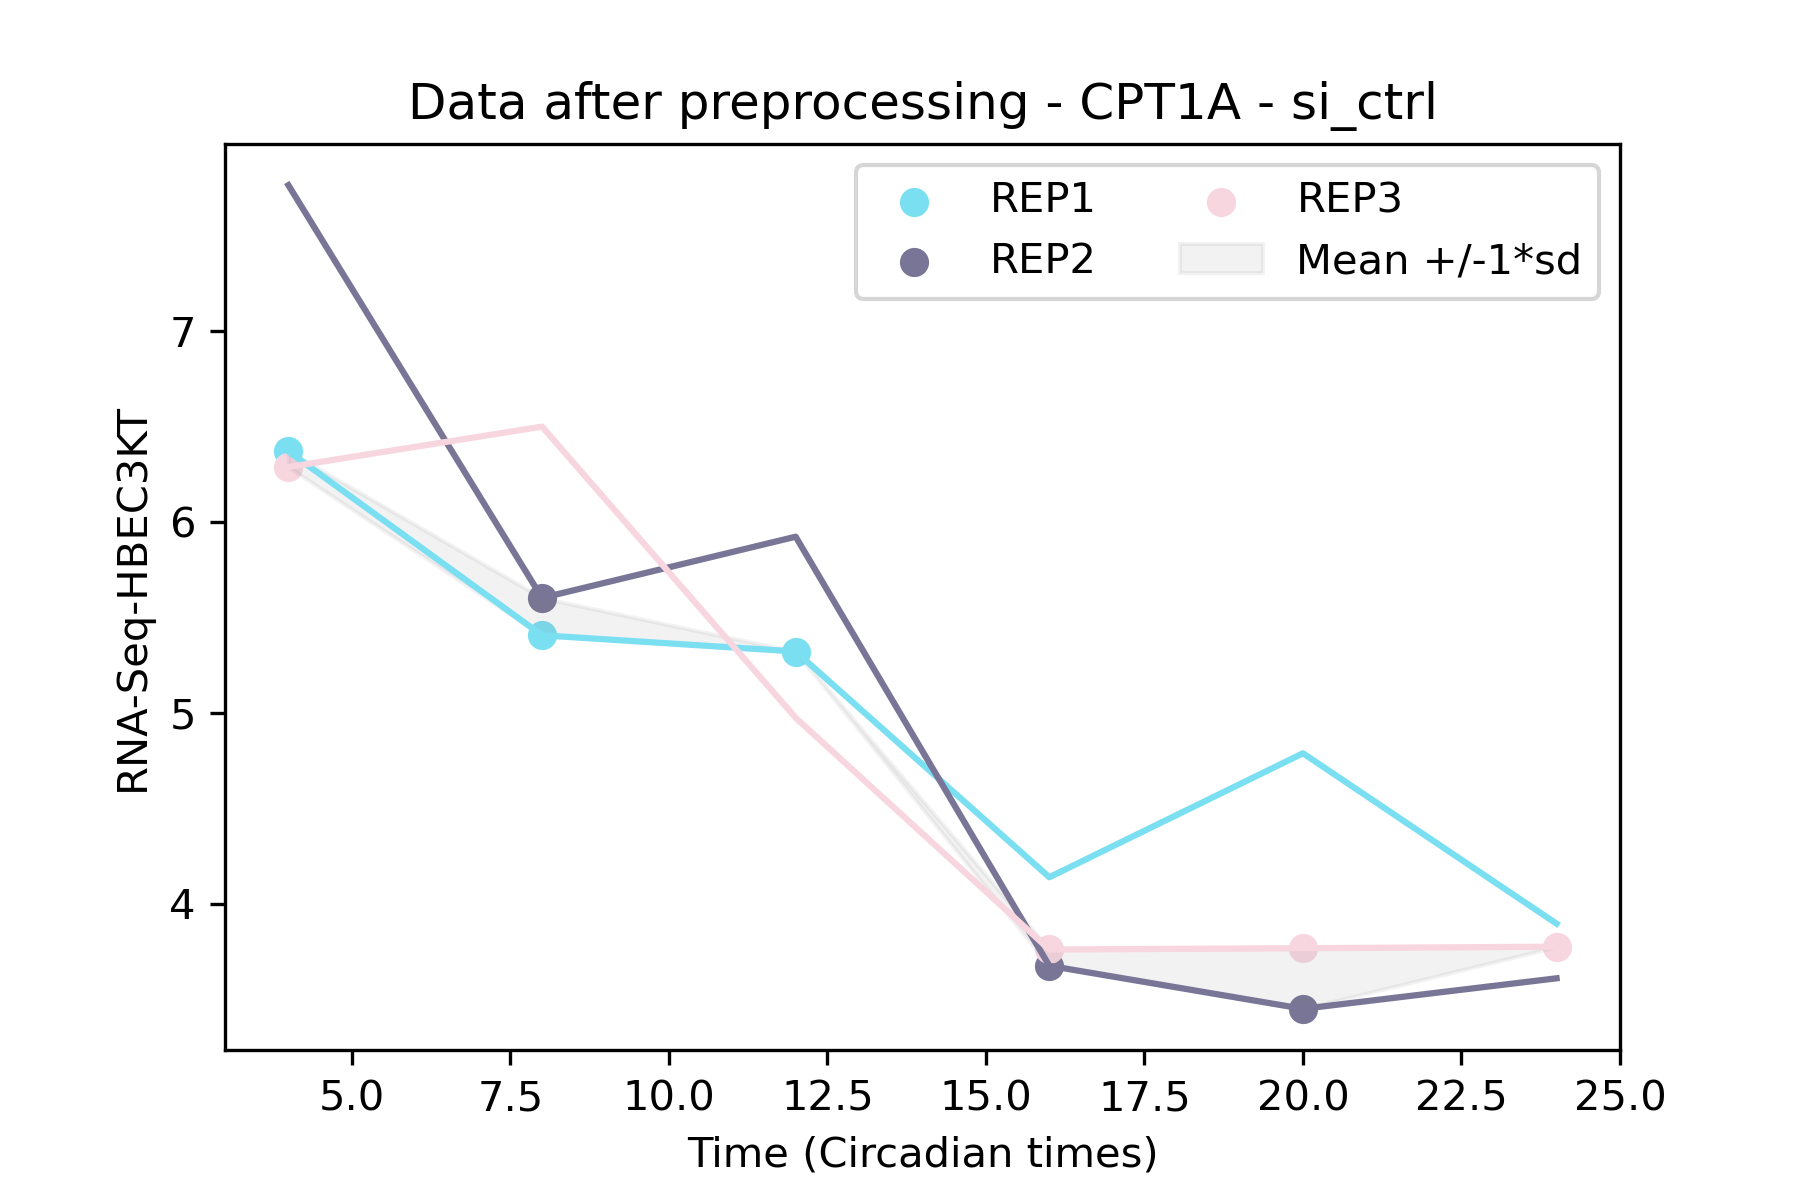 Data after preprocessing - CPT1A - si_ctrl
REP1
REP2
REP3
Mean +/-1*sd
RNA-Seq-HBEC3KT
7
6
5
4
5.0 7.5 10.0 12.5 15.0 17.5 20.0 22.5 25.0
Time (Circadian times)